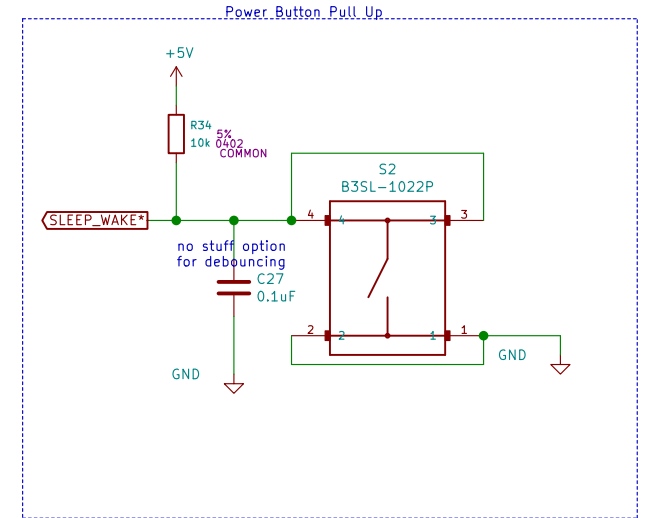 Power Button Pull Up
+5V
R34
5%
10k
0402
COMMON
S2
B3SL-1022P
SLEEP_WAKE*
4
4
3
3
no stuff option
for debouncing
C27
0.1uF
2
2
1
1
GND
GND